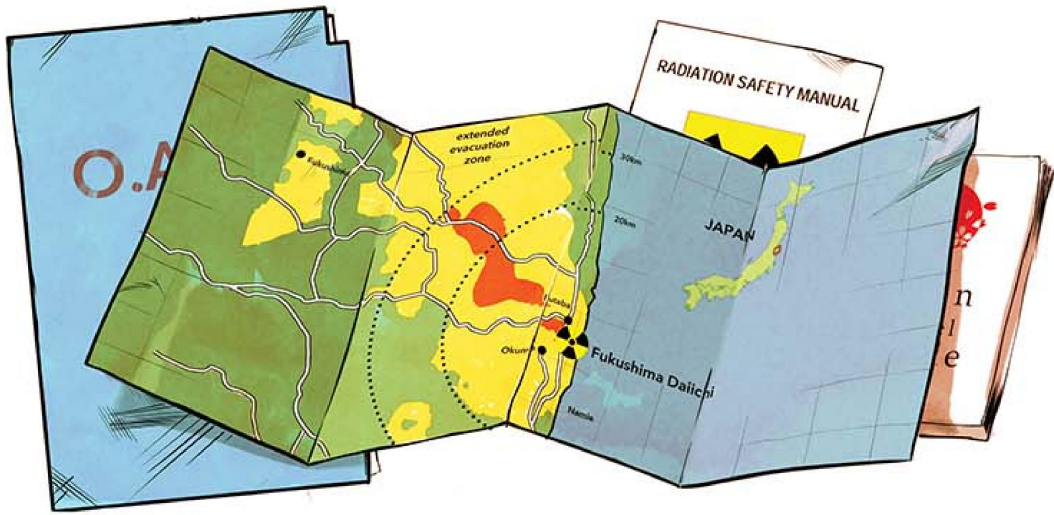 O.A
RADIATION SAFETY MANUAL
extended
evacuation
zone
Fukushima
30km
20km
JAPAN
Futaba
Okuma
Fukushima Daiichi
Namie
n
l
e